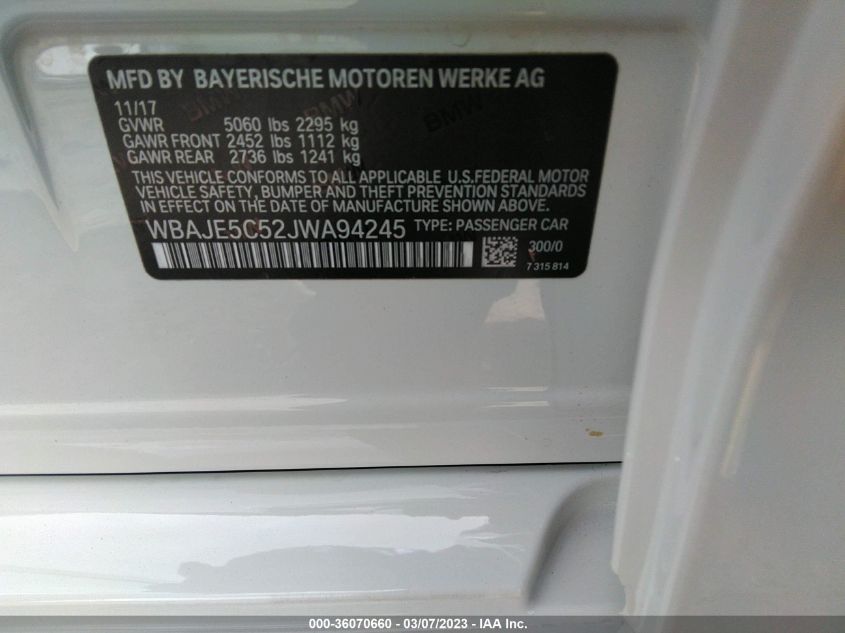 MFD BY BAYERISCHE MOTOREN WERKE AG
11/17
GVWR 5060 lbs 2295 kg
GAWR FRONT 2452 lbs 1112 kg
GAWR REAR 2736 lbs 1241 kg
THIS VEHICLE CONFORMS TO ALL APPLICABLE U.S.FEDERAL MOTOR
VEHICLE SAFETY, BUMPER AND THEFT PREVENTION STANDARDS
IN EFFECT ON THE DATE OF MANUFACTURE SHOWN ABOVE.
WBAJE5C52JWA94245 TYPE: PASSENGER CAR
300/0
7 315 814
BMW
BMW
BMW
000-36070660 - 03/07/2023 - IAA Inc.